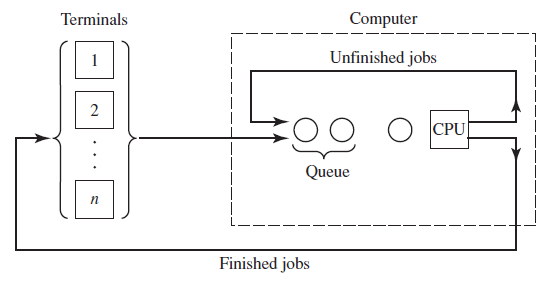 Terminals
Computer
1
Unfinished jobs
2
CPU
Queue
n
Finished jobs